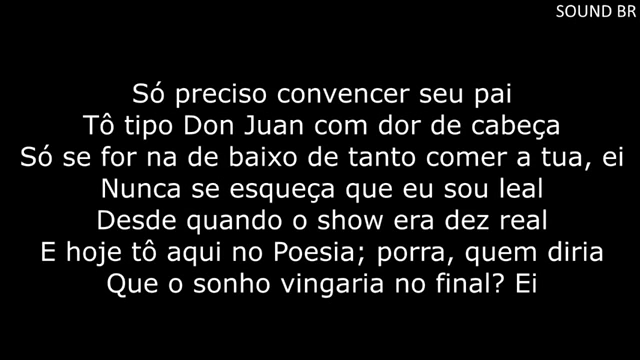 SOUND BR
Só preciso convencer seu pai
Tô tipo Don Juan com dor de cabeça
Só se for na de baixo de tanto comer a tua, ei
Nunca se esqueça que eu sou leal
Desde quando o show era dez real
E hoje tô aqui no Poesia; porra, quem diria
Que o sonho vingaria no final? Ei